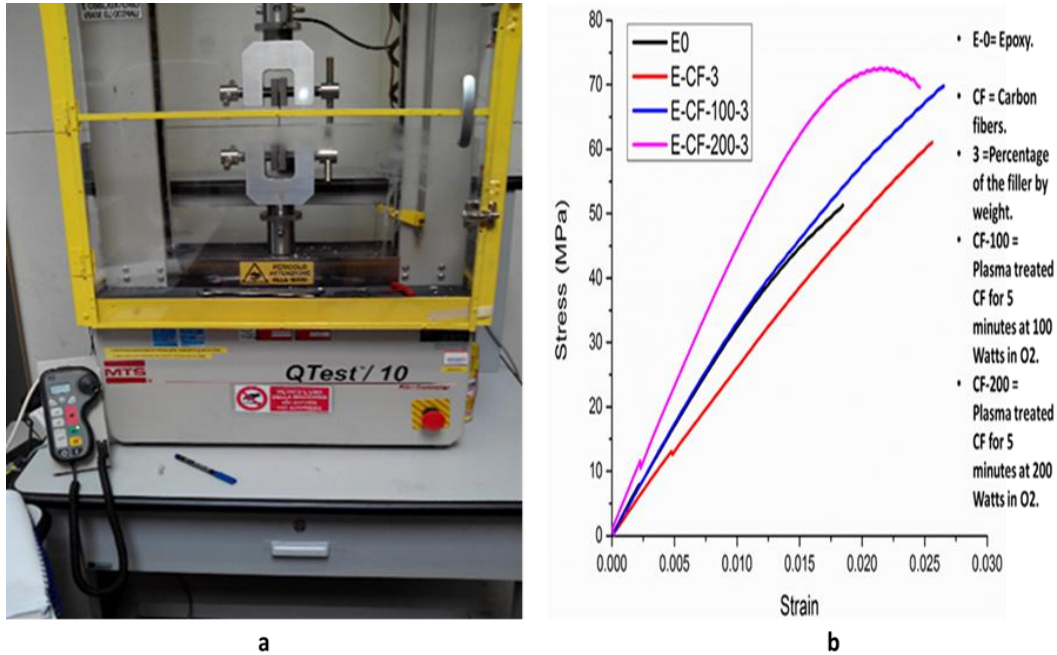 PERICOLO
ATTENZIONE
MTS
QTest™/ 10
a
80
70
60
50
40
30
20
10
0
Stress (MPa)
E0
E-CF-3
E-CF-100-3
E-CF-200-3
0.000
0.005
0.010
0.015
0.020
0.025
0.030
Strain
• E-0= Epoxy.
• CF = Carbon
fibers.
• 3 =Percentage
of the filler by
weight.
• CF-100 =
Plasma treated
CF for 5
minutes at 100
Watts in O2.
• CF-200 =
Plasma treated
CF for 5
minutes at 200
Watts in O2.
b